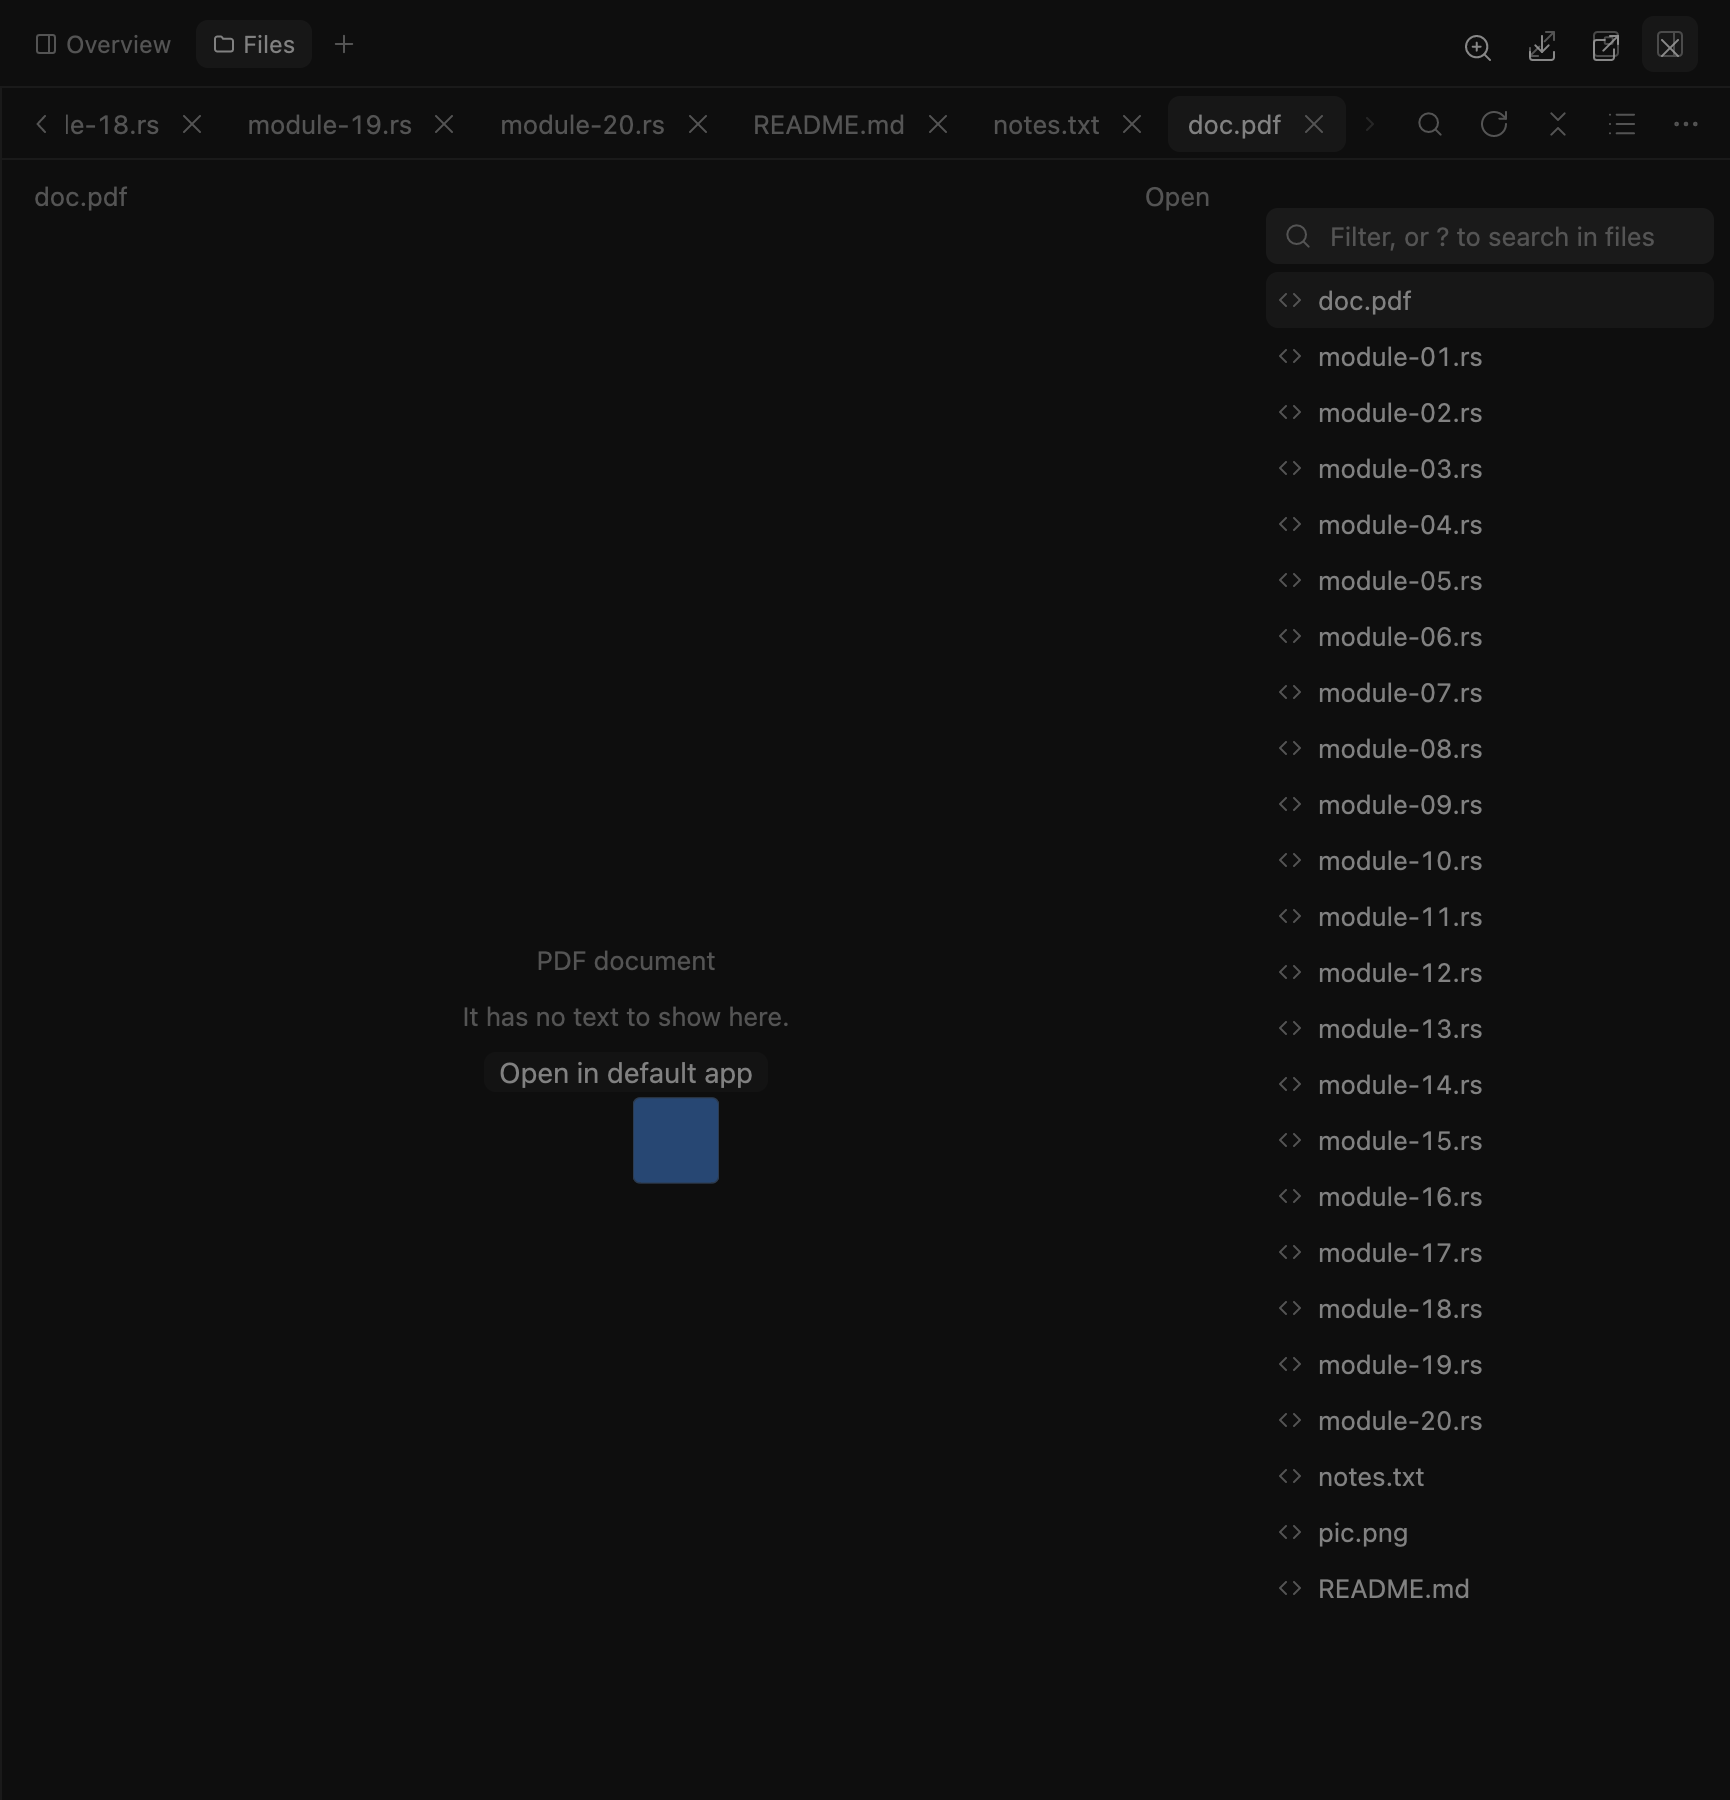 Overview Files
le-18.rs module-19.rs module-20.rs README.md notes.txt doc.pdf
doc.pdf Open
Filter, or ? to search in files
doc.pdf
module-01.rs
module-02.rs
module-03.rs
module-04.rs
module-05.rs
module-06.rs
module-07.rs
module-08.rs
module-09.rs
module-10.rs
module-11.rs
module-12.rs
module-13.rs
module-14.rs
module-15.rs
module-16.rs
module-17.rs
module-18.rs
module-19.rs
module-20.rs
notes.txt
pic.png
README.md
PDF document
It has no text to show here.
Open in default app